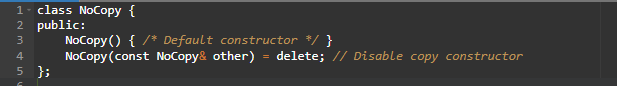 1 class NoCopy {
2 public:
3     NoCopy() { /* Default constructor */ }
4     NoCopy(const NoCopy& other) = delete; // Disable copy constructor
5 };
6